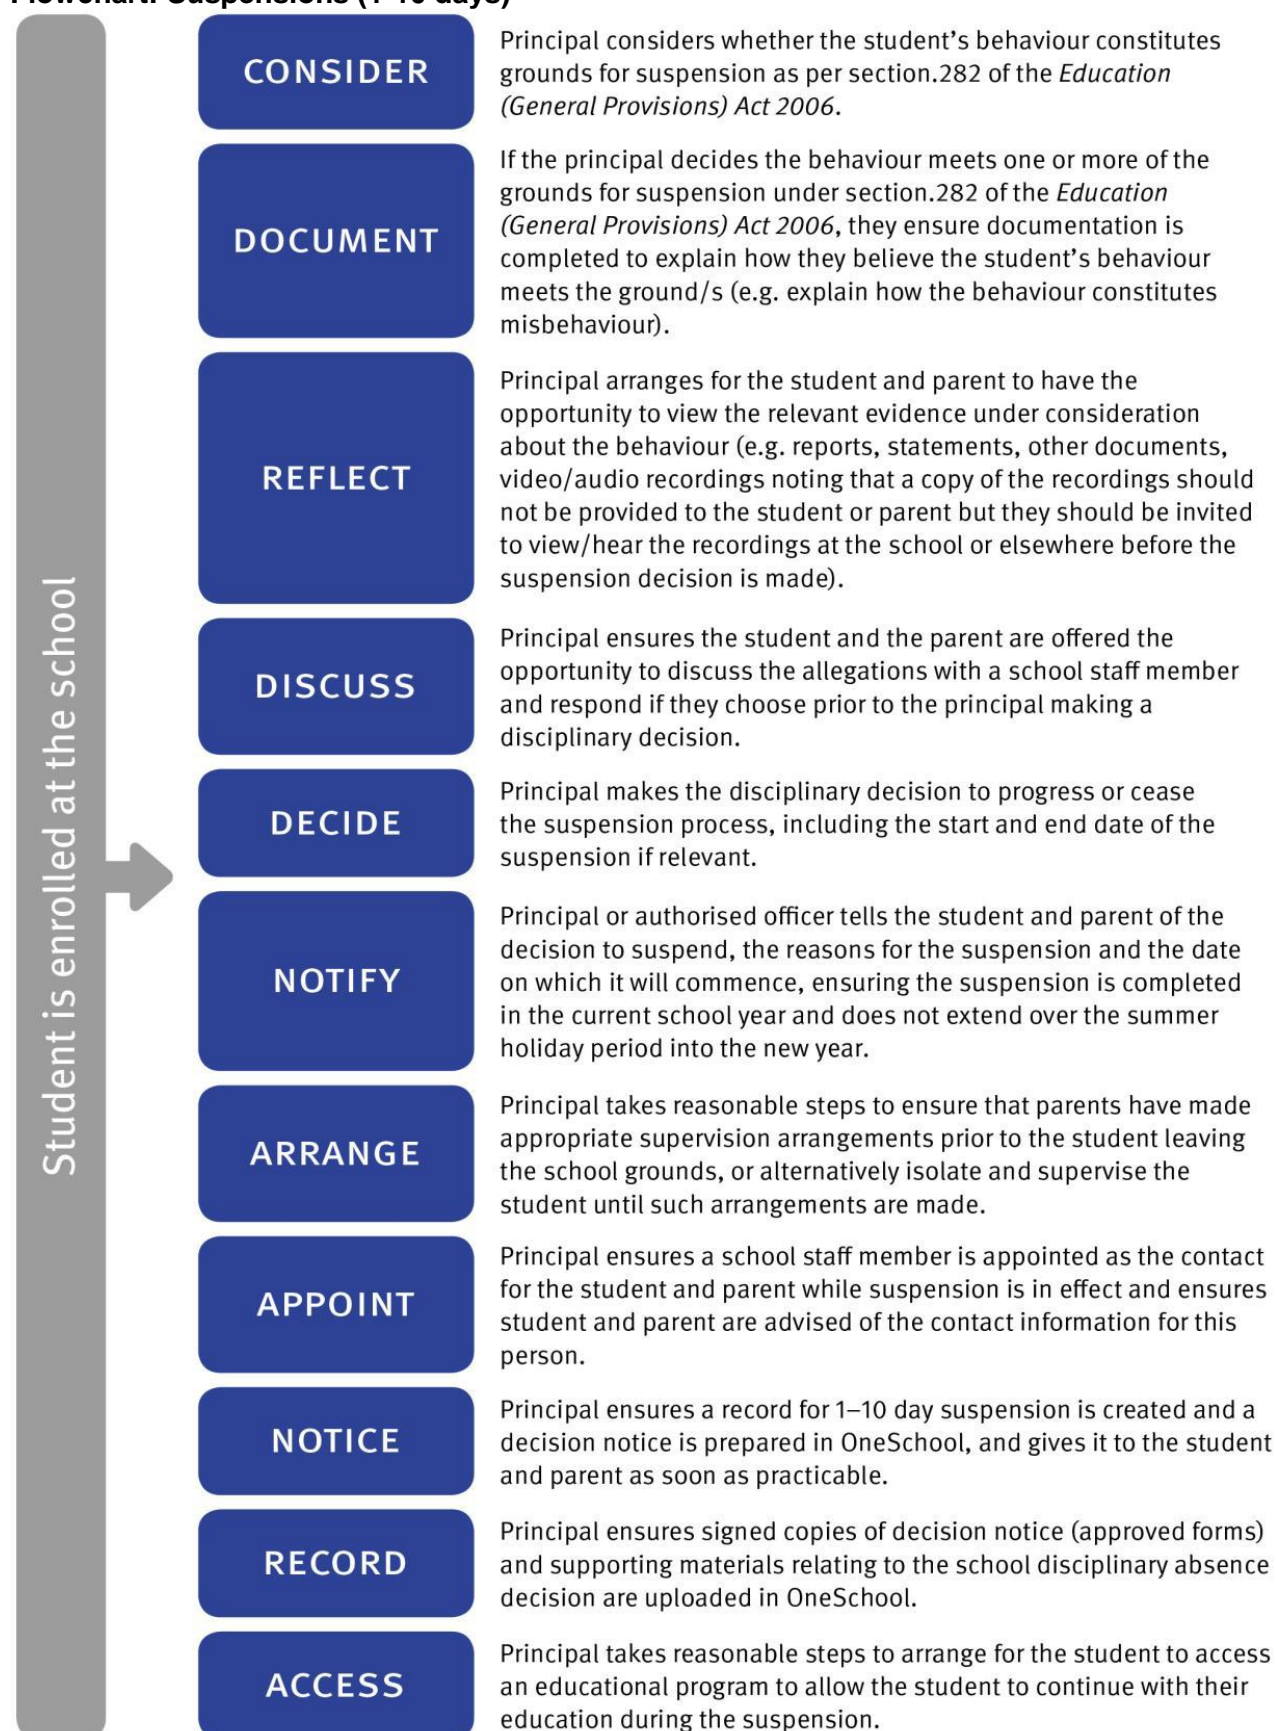 Flowchart: Suspensions (1-10 days)
Student is enrolled at the school
CONSIDER
Principal considers whether the student’s behaviour constitutes
grounds for suspension as per section.282 of the Education
(General Provisions) Act 2006.
DOCUMENT
If the principal decides the behaviour meets one or more of the
grounds for suspension under section.282 of the Education
(General Provisions) Act 2006, they ensure documentation is
completed to explain how they believe the student’s behaviour
meets the ground/s (e.g. explain how the behaviour constitutes
misbehaviour).
REFLECT
Principal arranges for the student and parent to have the
opportunity to view the relevant evidence under consideration
about the behaviour (e.g. reports, statements, other documents,
video/audio recordings noting that a copy of the recordings should
not be provided to the student or parent but they should be invited
to view/hear the recordings at the school or elsewhere before the
suspension decision is made).
DISCUSS
Principal ensures the student and the parent are offered the
opportunity to discuss the allegations with a school staff member
and respond if they choose prior to the principal making a
disciplinary decision.
DECIDE
Principal makes the disciplinary decision to progress or cease
the suspension process, including the start and end date of the
suspension if relevant.
NOTIFY
Principal or authorised officer tells the student and parent of the
decision to suspend, the reasons for the suspension and the date
on which it will commence, ensuring the suspension is completed
in the current school year and does not extend over the summer
holiday period into the new year.
ARRANGE
Principal takes reasonable steps to ensure that parents have made
appropriate supervision arrangements prior to the student leaving
the school grounds, or alternatively isolate and supervise the
student until such arrangements are made.
APPOINT
Principal ensures a school staff member is appointed as the contact
for the student and parent while suspension is in effect and ensures
student and parent are advised of the contact information for this
person.
NOTICE
Principal ensures a record for 1–10 day suspension is created and a
decision notice is prepared in OneSchool, and gives it to the student
and parent as soon as practicable.
RECORD
Principal ensures signed copies of decision notice (approved forms)
and supporting materials relating to the school disciplinary absence
decision are uploaded in OneSchool.
ACCESS
Principal takes reasonable steps to arrange for the student to access
an educational program to allow the student to continue with their
education during the suspension.